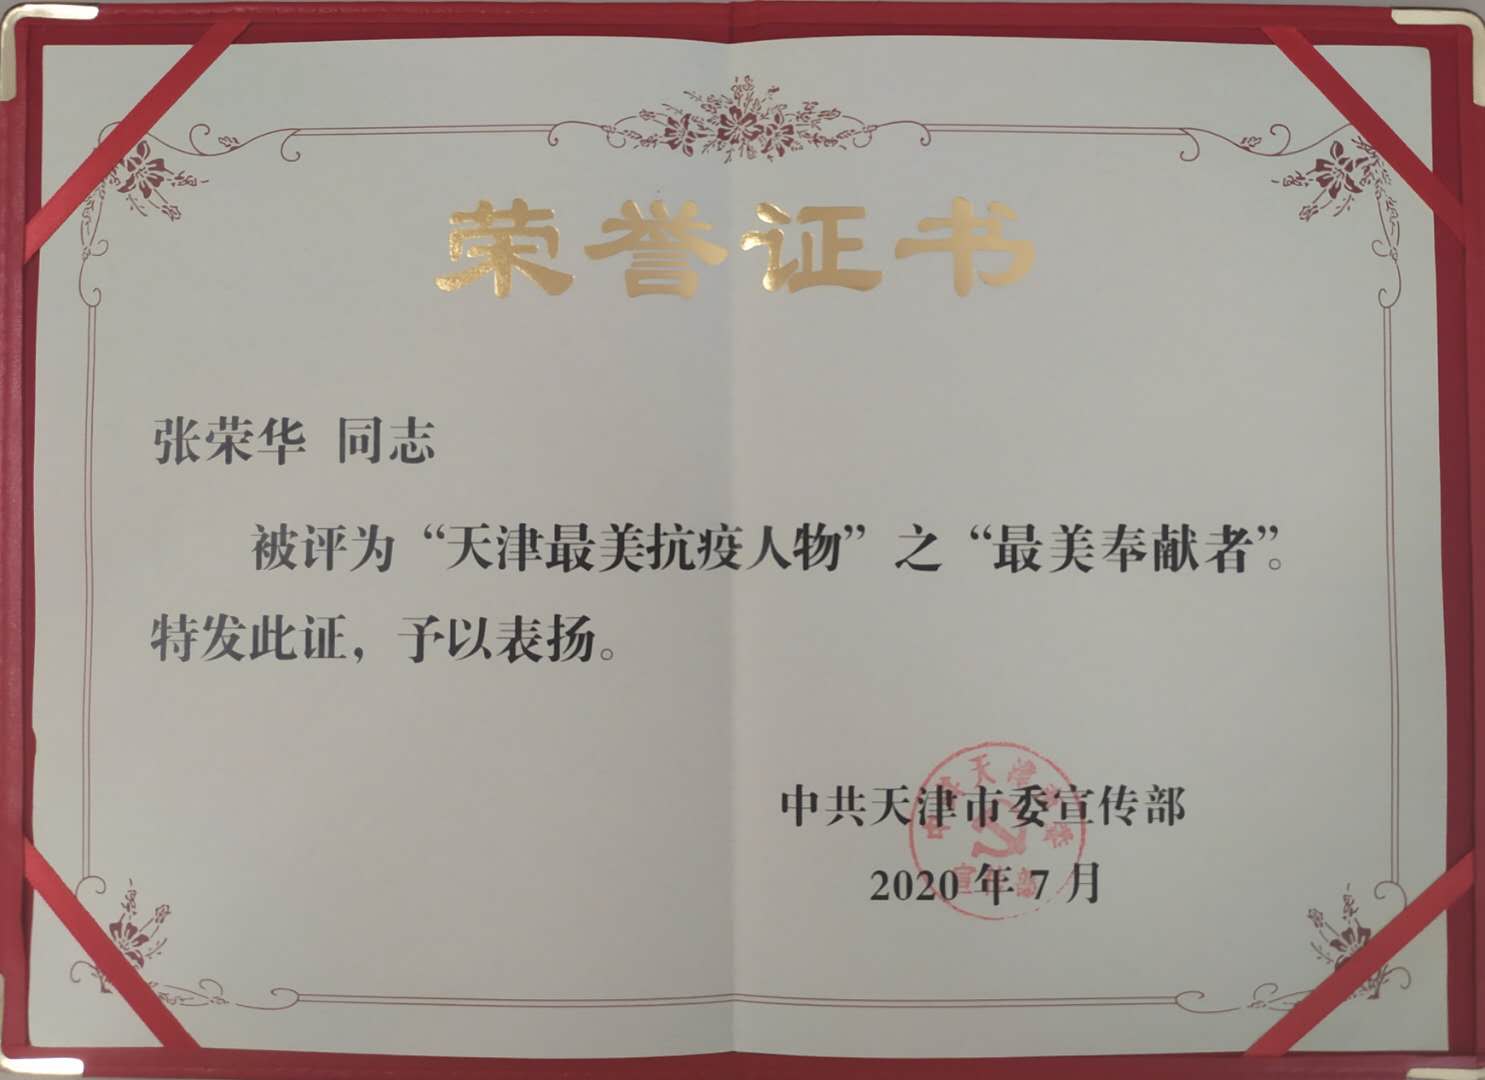 荣誉证书
张荣华 同志
被评为“天津最美抗疫人物”之“最美奉献者”。
特发此证，予以表扬。
中共天津市委宣传部
2020年7月